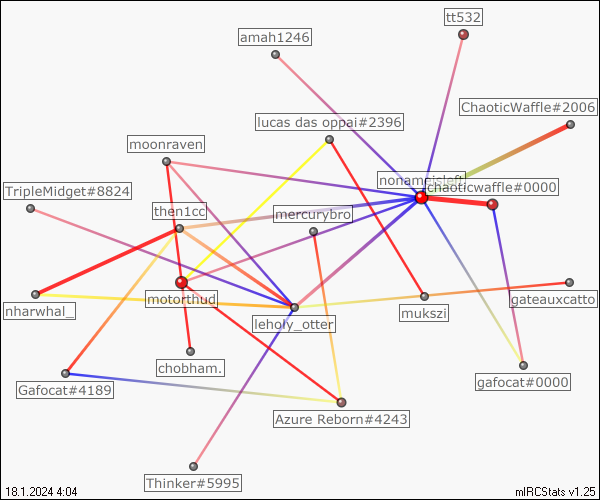 tt532
amah1246
ChaoticWaffle#2006
lucas das oppai#2396
moonraven
nonameisleft
chaoticwaffle#0000
TripleMidget#8824
then1cc
mercurybro
motorthud
gateauxcatto
nharwhal_
mukszi
leholy_otter
chobham.
gafocat#0000
Gafocat#4189
Azure Reborn#4243
Thinker#5995
18.1.2024 4:04
mIRCStats v1.25